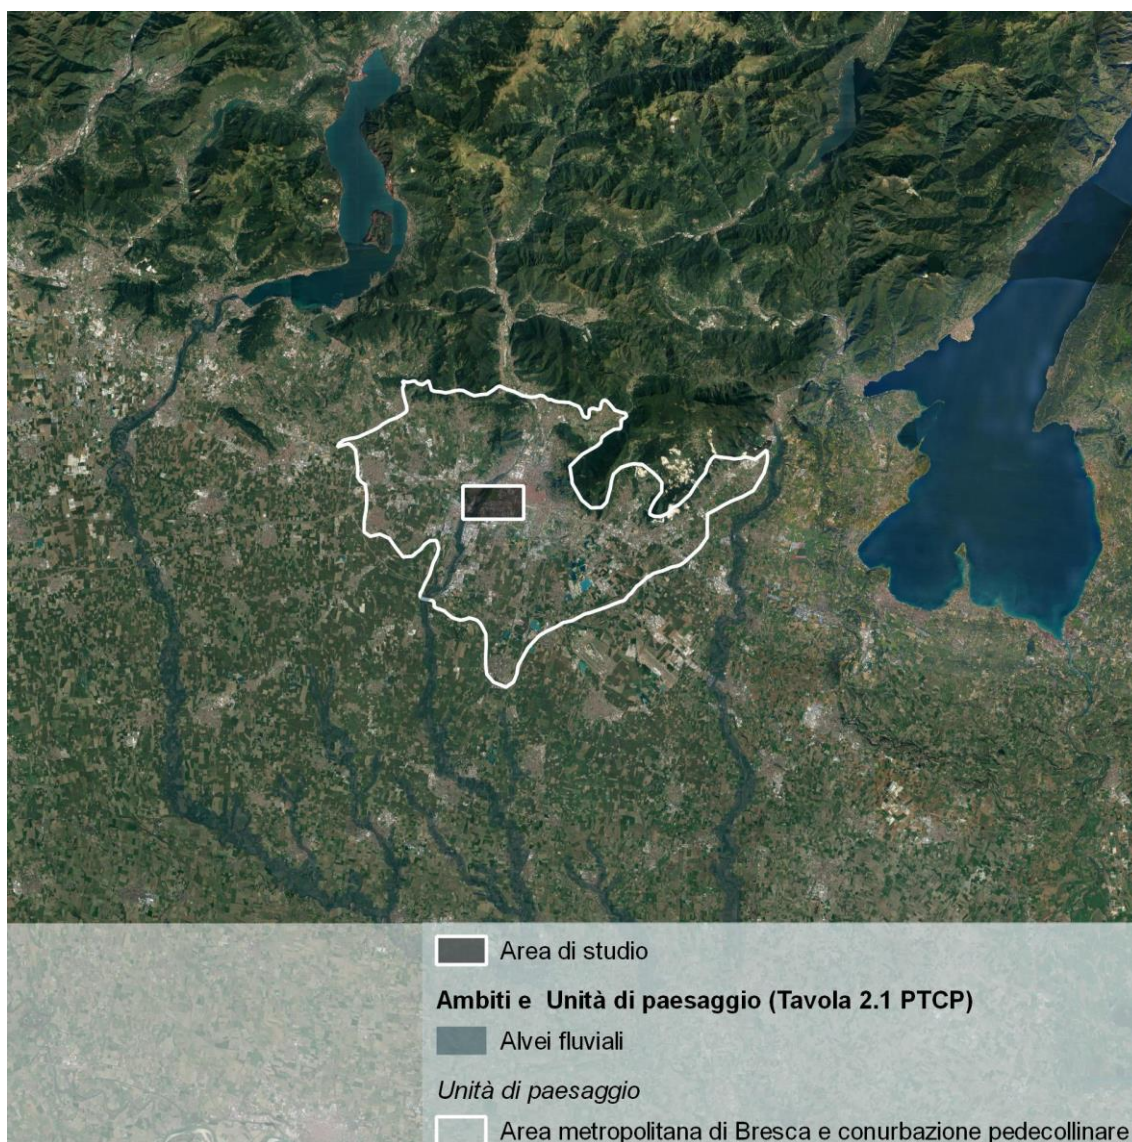 Area di studio
Ambiti e Unità di paesaggio (Tavola 2.1 PTCP)
Alvei fluviali
Unità di paesaggio
Area metropolitana di Bresca e conurbazione pedecollinare